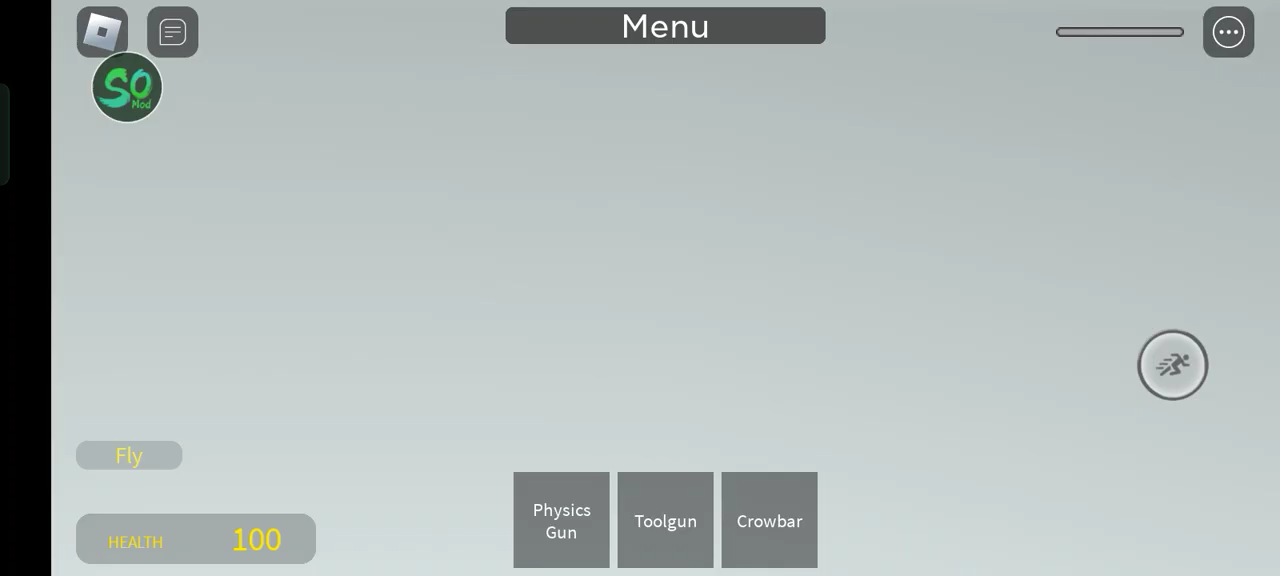 Menu
SO
Mod
Fly
HEALTH 100
Physics
Gun
Toolgun
Crowbar